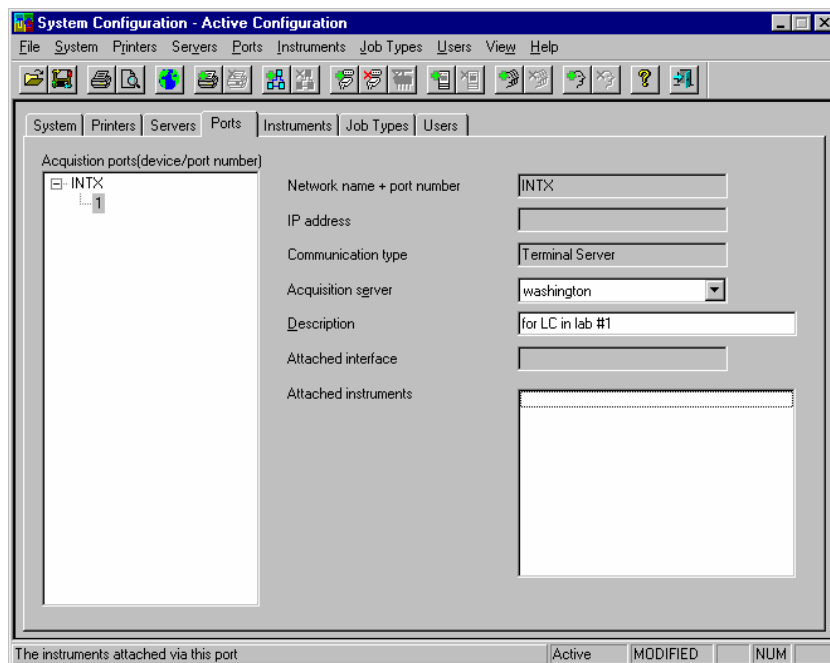 System Configuration - Active Configuration
File System Printers Servers Ports Instruments Job Types Users View Help
System Printers Servers Ports Instruments Job Types Users
Acquistion ports(device/port number)
INTX
1
Network name + port number INTX
IP address
Communication type Terminal Server
Acquisition server washington
Description for LC in lab #1
Attached interface
Attached instruments
The instruments attached via this port Active MODIFIED NUM